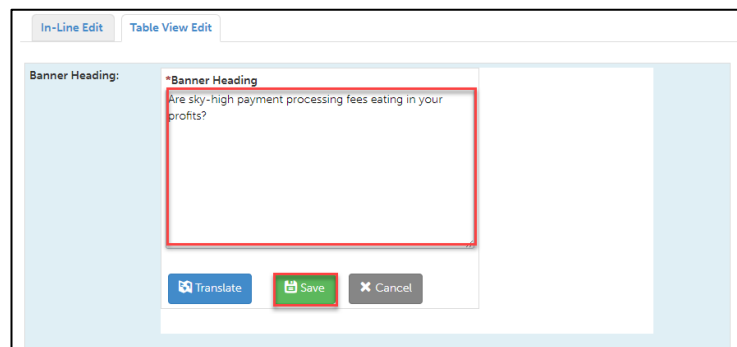 In-Line Edit Table View Edit
Banner Heading: *Banner Heading
Are sky-high payment processing fees eating in your
profits?
Translate Save Cancel